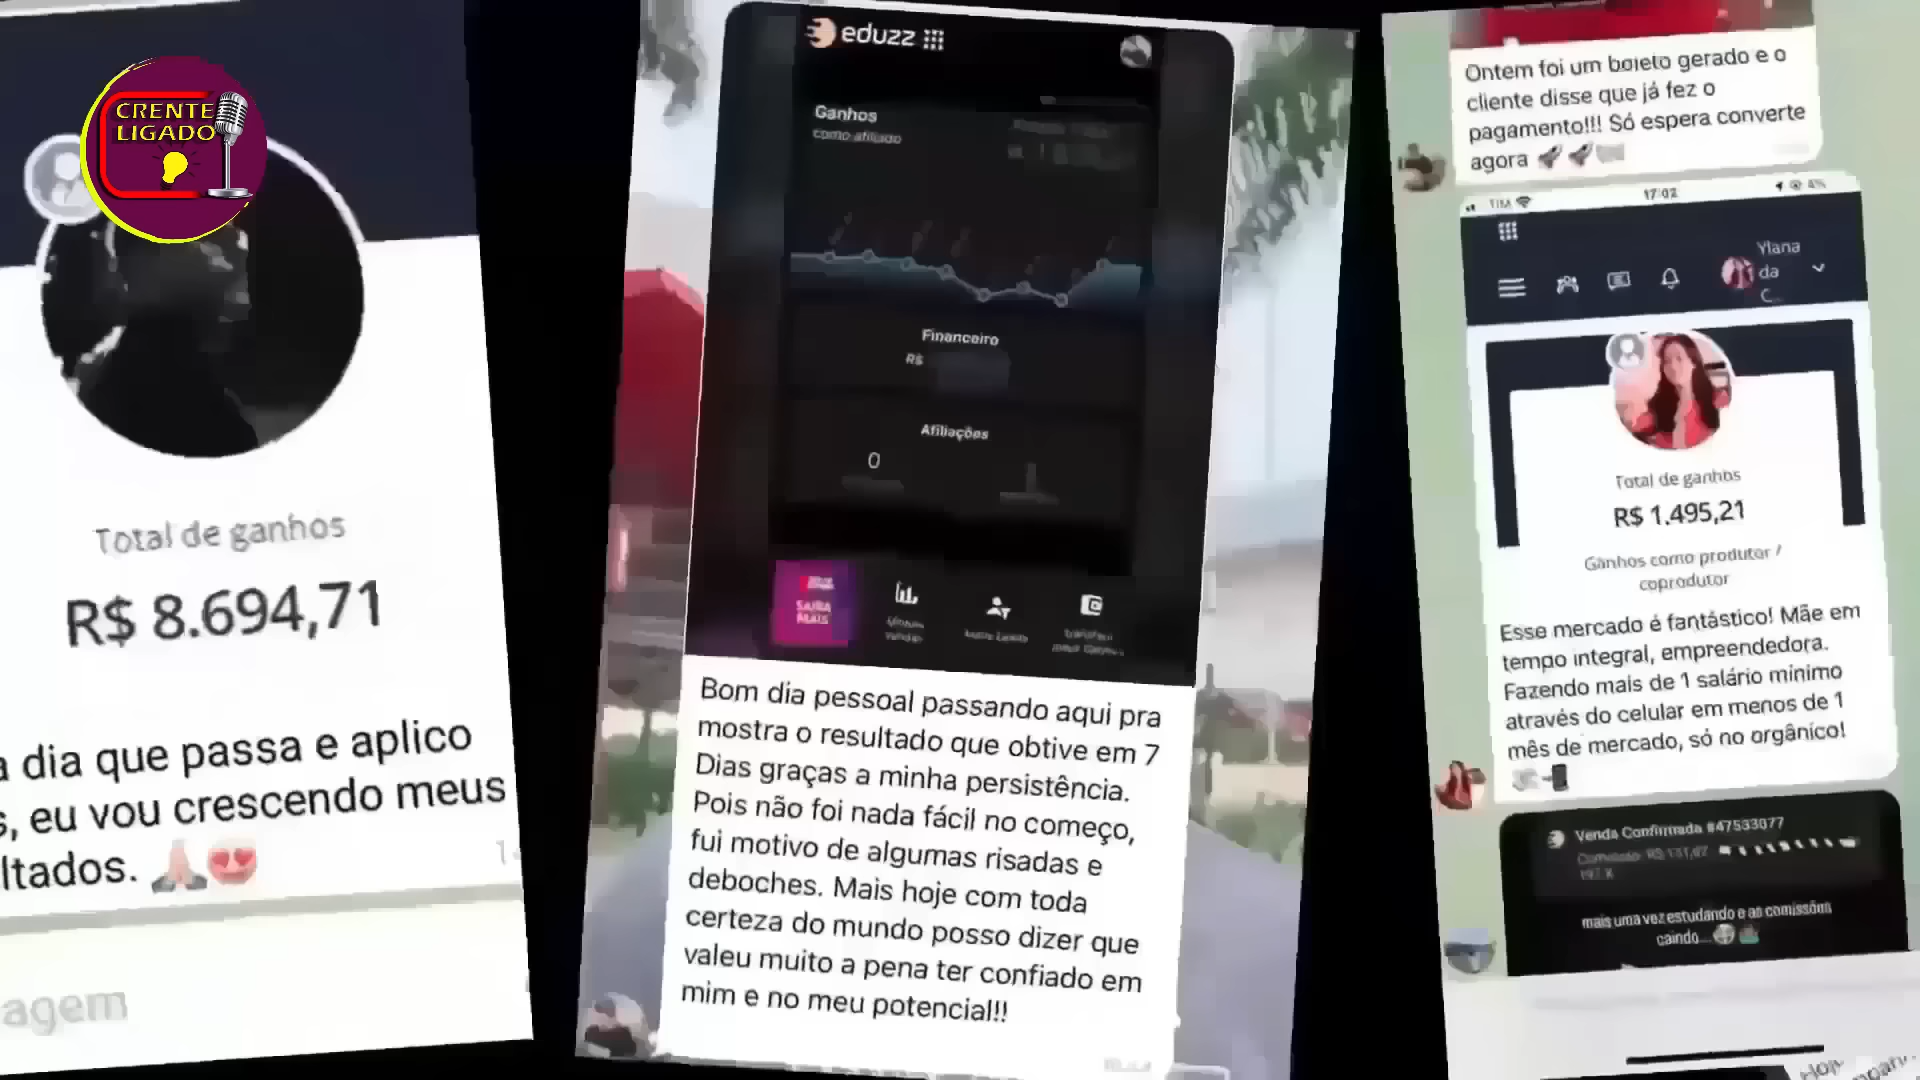 CRENTE
LIGADO
Total de ganhos
R$ 8.694,71
a dia que passa e aplico
s, eu vou crescendo meus
ltados. 🙏😍
agem
eduzz
Ganhos
como afiliado
Financeiro
R$
Afiliações
0
SAIBA
MAIS
Bom dia pessoal passando aqui pra
mostra o resultado que obtive em 7
Dias graças a minha persistência.
Pois não foi nada fácil no começo,
fui motivo de algumas risadas e
deboches. Mais hoje com toda
certeza do mundo posso dizer que
valeu muito a pena ter confiado em
mim e no meu potencial!!
Ontem foi um boleto gerado e o
cliente disse que já fez o
pagamento!!! Só espera converte
agora 🚀🚀
TIM
17:02
4%
Ylana
da
C...
Total de ganhos
R$ 1.495,21
Ganhos como produtor /
coprodutor
Esse mercado é fantástico! Mãe em
tempo integral, empreendedora.
Fazendo mais de 1 salário mínimo
através do celular em menos de 1
mês de mercado, só no orgânico!
Venda Confirmada #47533077
mais uma vez estudando e as comissões
caindo...